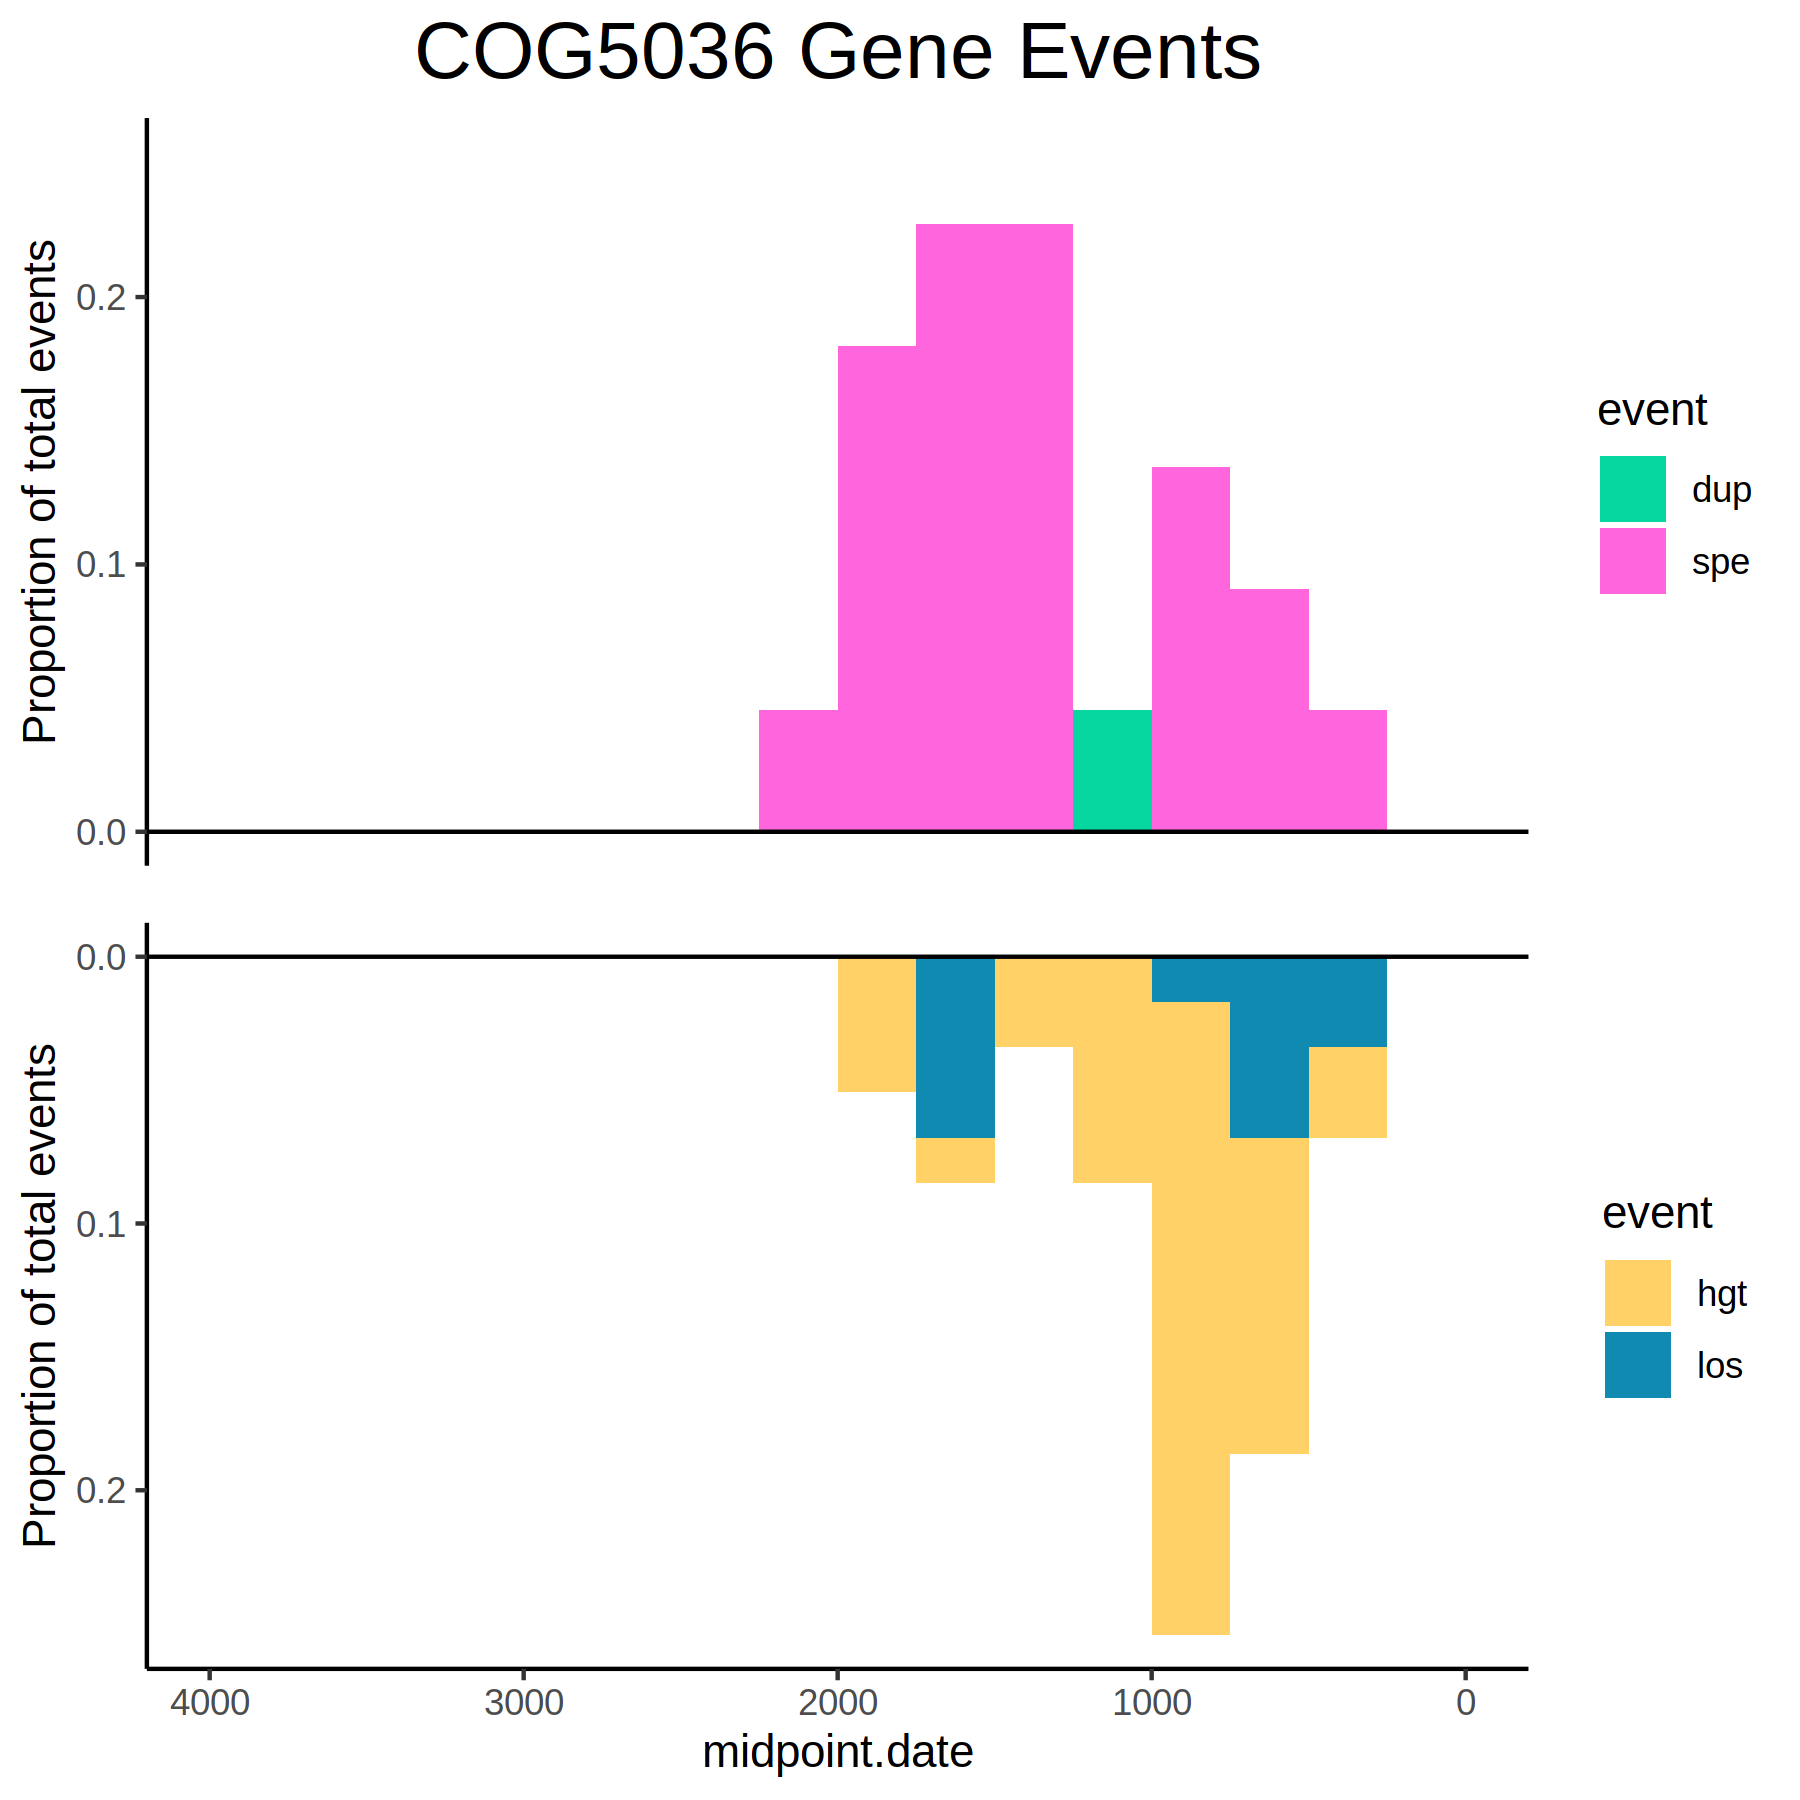 COG5036 Gene Events
Proportion of total events
0.2
0.1
0.0
event
dup
spe
Proportion of total events
0.0
0.1
0.2
event
hgt
los
4000 3000 2000 1000 0
midpoint.date